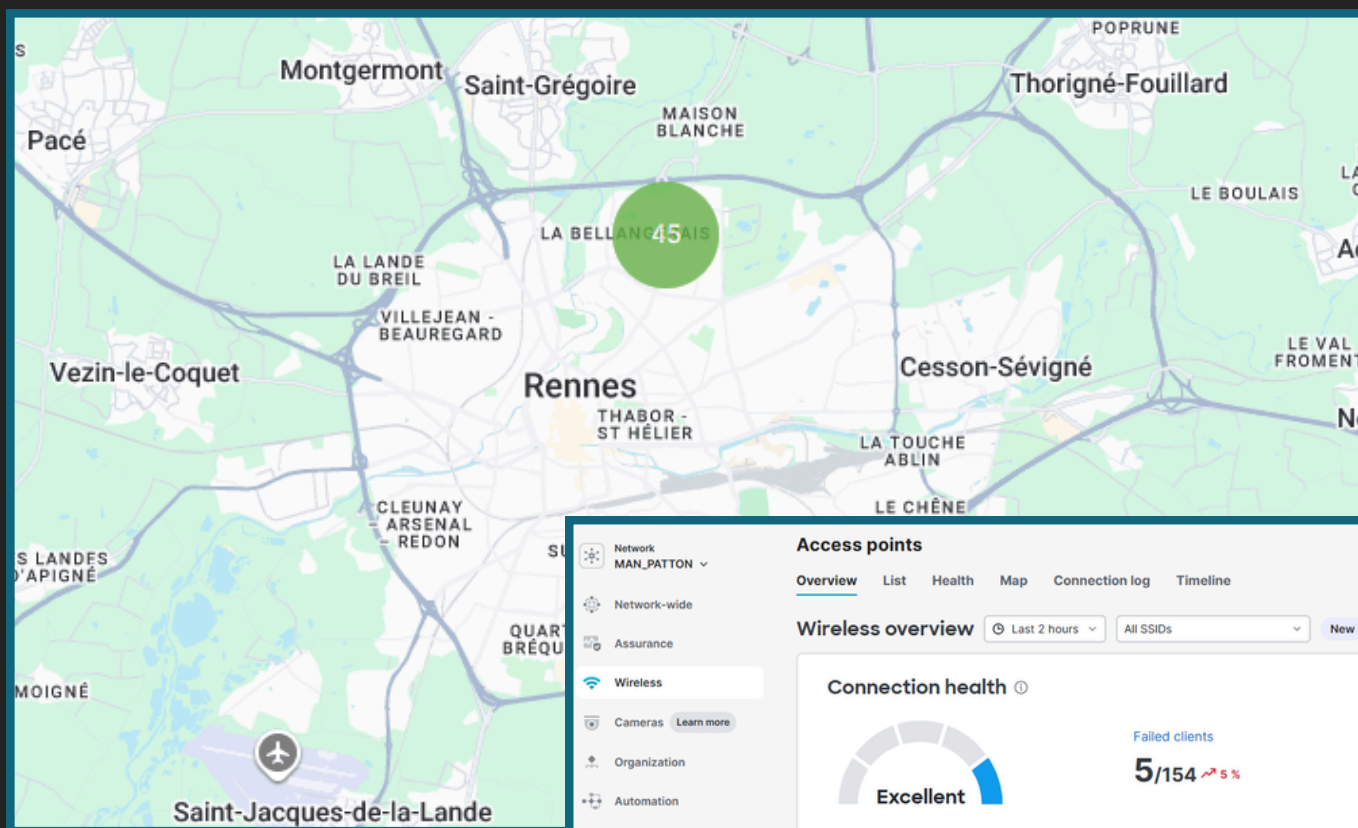 POPRUNE
Montgermont
Saint-Grégoire
Thorigné-Fouillard
MAISON
BLANCHE
Pacé
LE BOULAIS
LA
45
LA LANDE
DU BREIL
VILLEJEAN -
BEAUREGARD
LE VAL
FROMENT
Vezin-le-Coquet
Rennes
Cesson-Sévigné
THABOR -
ST HÉLIER
LA TOUCHE
ABLIN
CLEUNAY
- ARSENAL
- REDON
LE CHÊNE
S LANDES
D'APIGNÉ
SU
QUAR
BRÉQU
MOIGNÉ
Saint-Jacques-de-la-Lande
Network
MAN_PATTON
Network-wide
Assurance
Wireless
Cameras Learn more
Organization
Automation
Access points
Overview List Health Map Connection log Timeline
Wireless overview Last 2 hours All SSIDs New
Connection health
Excellent
Failed clients
5/154 5 %